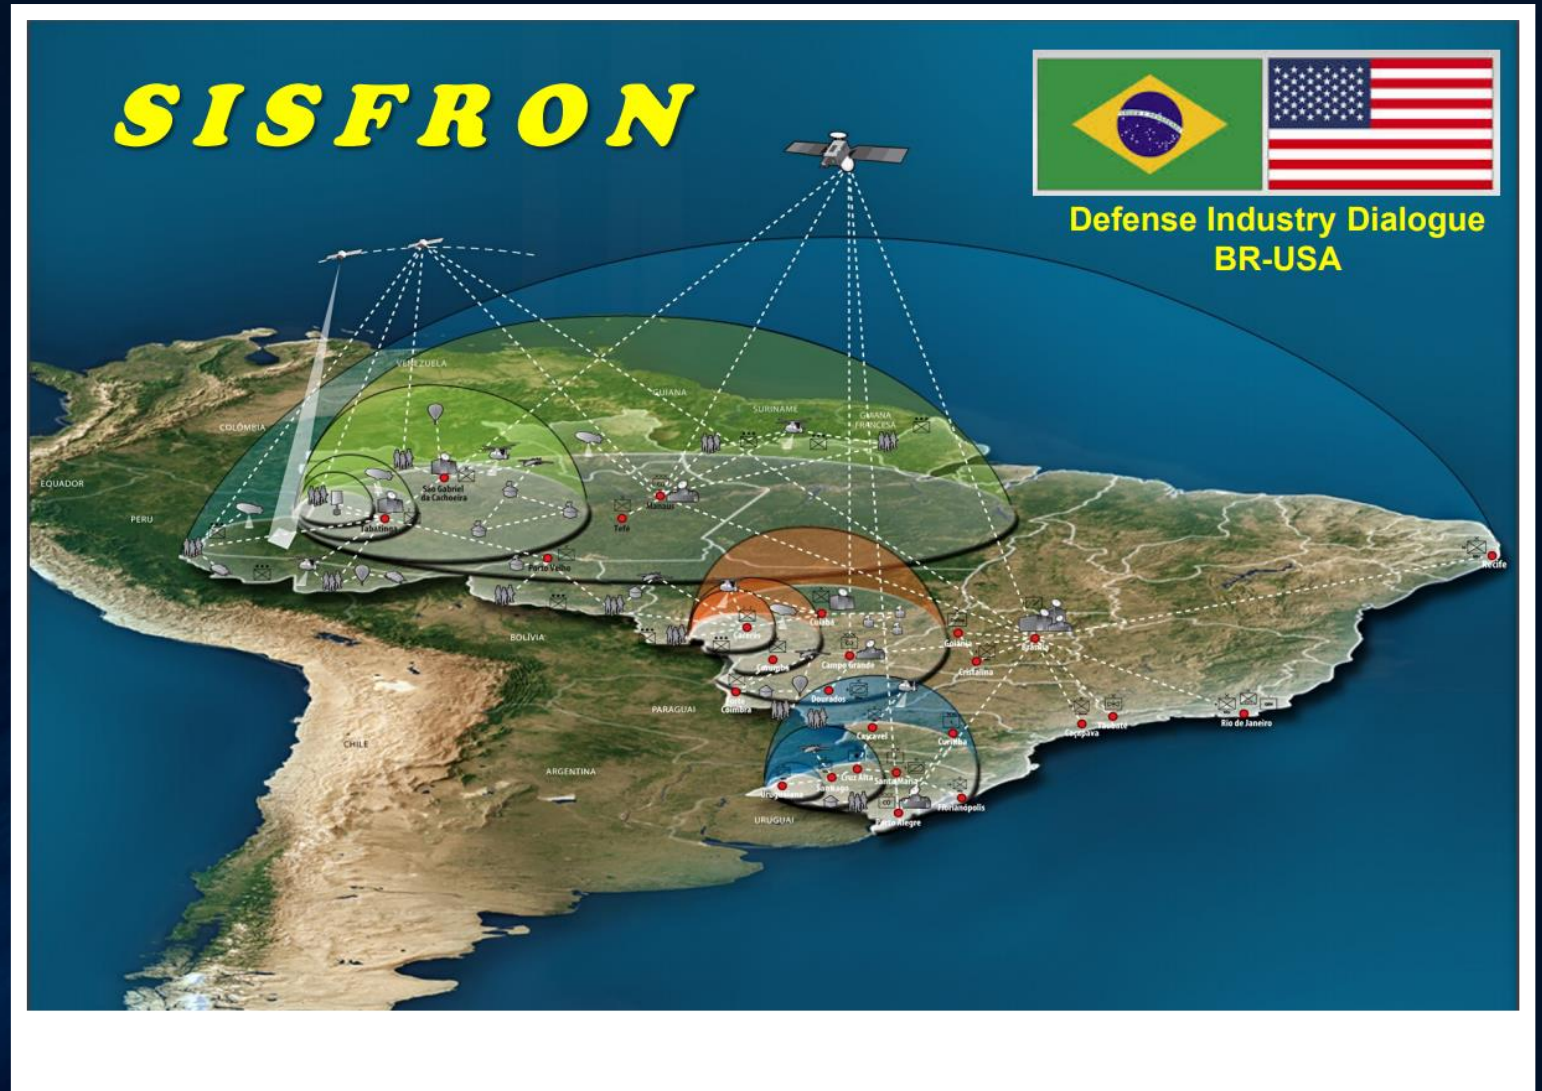 SISFRON
Defense Industry Dialogue
BR-USA
VENEZUELA
GUIANA
SURINAME
GUIANA
FRANCESA
COLÔMBIA
EQUADOR
PERU
São Gabriel
da Cachoeira
Manaus
Tabatinga
Tefé
Porto Velho
Recife
BOLÍVIA
Cáceres
Cuiabá
Goiânia
Brasília
Corumbá
Campo Grande
Cristalina
PARAGUAI
Coimbra
Dourados
Caçapava
Taubaté
Rio de Janeiro
CHILE
Cascavel
Curitiba
ARGENTINA
Uruguaiana
Santiago
Cruz Alta
Santa Maria
Florianópolis
URUGUAI
Porto Alegre